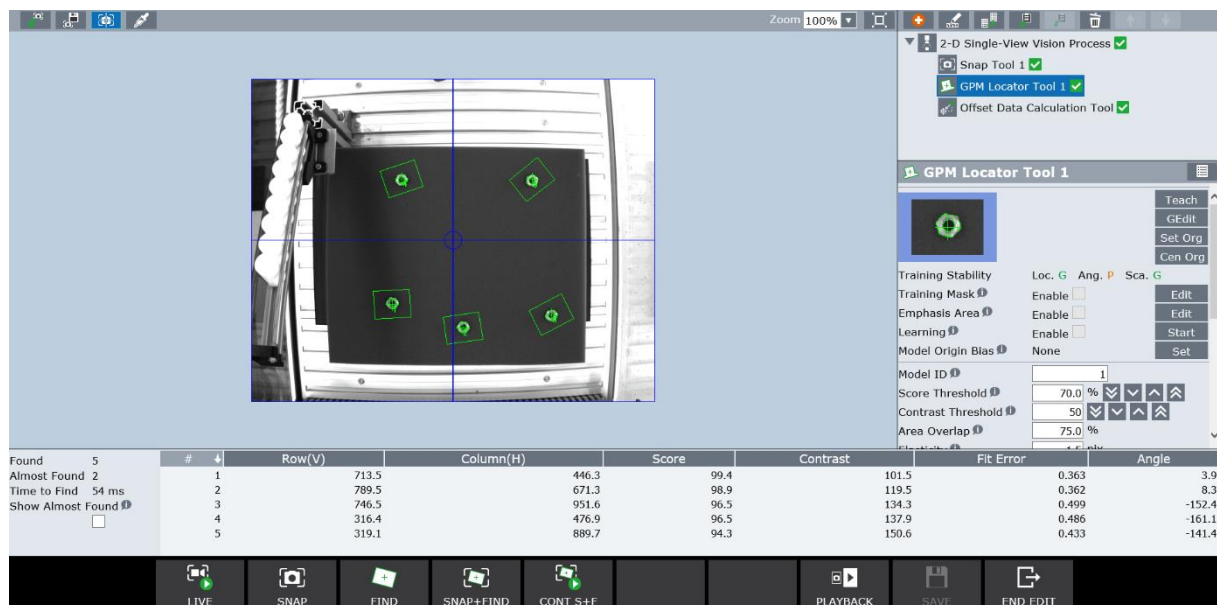 Zoom 100%
2-D Single-View Vision Process
Snap Tool 1
GPM Locator Tool 1
Offset Data Calculation Tool
GPM Locator Tool 1
Teach
GEdit
Set Org
Cen Org
Training Stability Loc. G Ang. P Sca. G
Training Mask Enable Edit
Emphasis Area Enable Edit
Learning Enable Start
Model Origin Bias None Set
Model ID 1
Score Threshold 70.0 %
Contrast Threshold 50
Area Overlap 75.0 %
Elasticity 1.5 pix
Found 5
Almost Found 2
Time to Find 54 ms
Show Almost Found
# Row(V) Column(H) Score Contrast Fit Error Angle
1 713.5 446.3 99.4 101.5 0.363 3.9
2 789.5 671.3 98.9 119.5 0.362 8.3
3 746.5 951.6 96.5 134.3 0.499 -152.4
4 316.4 476.9 96.5 137.9 0.486 -161.1
5 319.1 889.7 94.3 150.6 0.433 -141.4
LIVE SNAP FIND SNAP+FIND CONT S+F PLAYBACK SAVE END EDIT